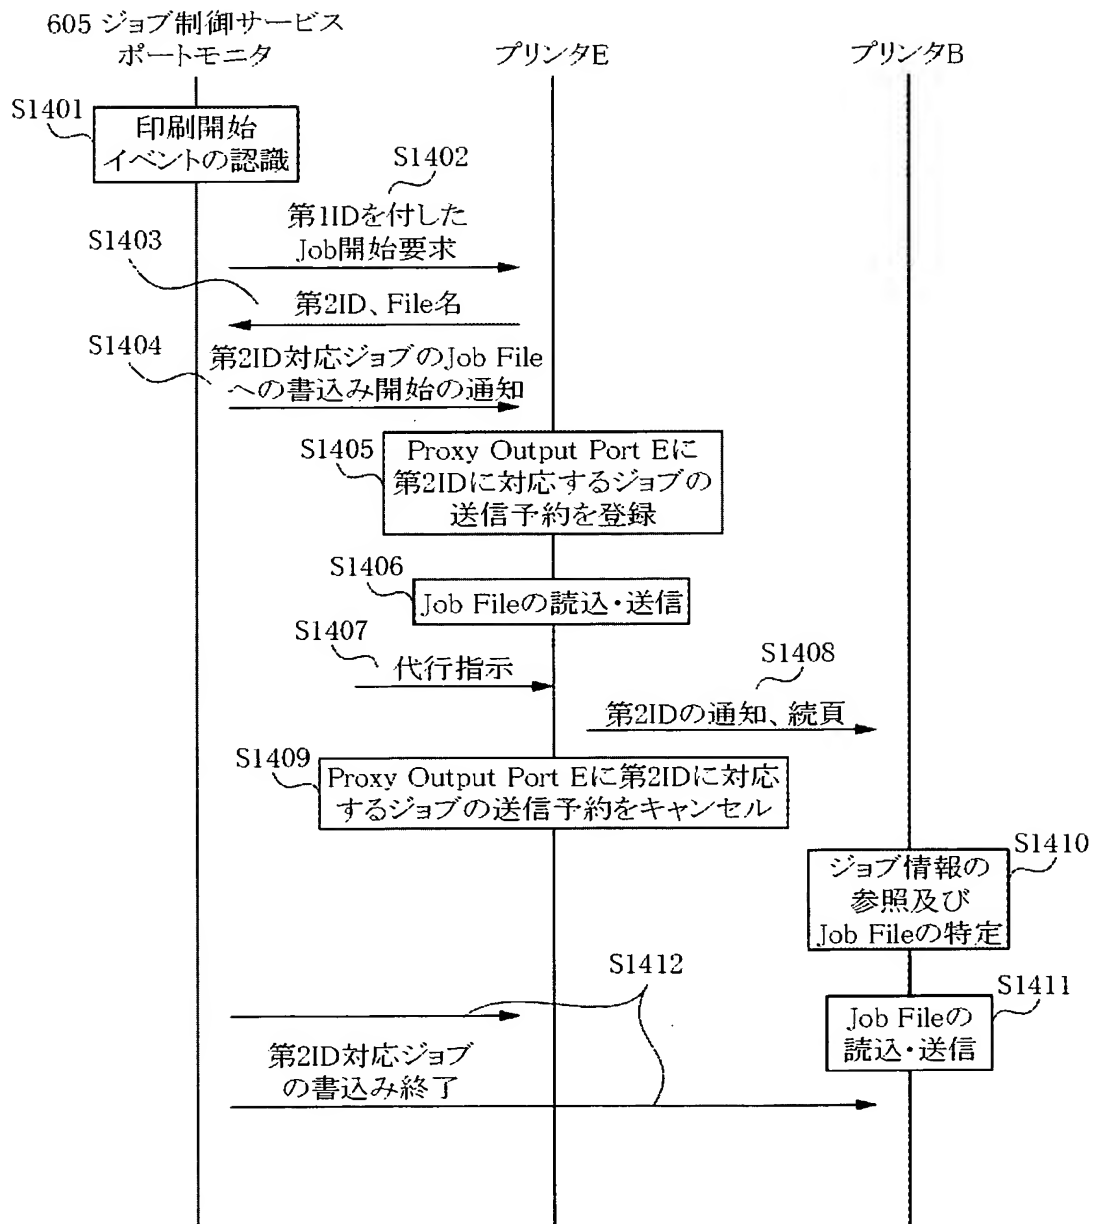 605 ジョブ制御サービス
ポートモニタ
プリンタE
プリンタB
S1401
印刷開始
イベントの認識
S1402
第1IDを付した
Job開始要求
S1403
第2ID、File名
S1404
第2ID対応ジョブのJob File
への書込み開始の通知
S1405
Proxy Output Port Eに
第2IDに対応するジョブの
送信予約を登録
S1406
Job Fileの読込・送信
S1407
代行指示
S1408
第2IDの通知、続頁
S1409
Proxy Output Port Eに第2IDに対応
するジョブの送信予約をキャンセル
S1410
ジョブ情報の
参照及び
Job Fileの特定
S1412
S1411
Job Fileの
読込・送信
第2ID対応ジョブ
の書込み終了